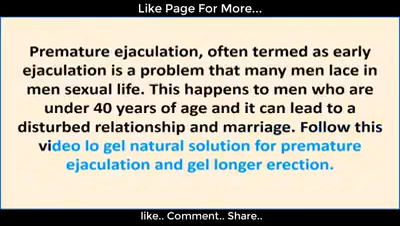 Like Page For More...
Premature ejaculation, often termed as early
ejaculation is a problem that many men lace in
men sexual life. This happens to men who are
under 40 years of age and it can lead to a
disturbed relationship and marriage. Follow this
video lo gel natural solution for premature
ejaculation and gel longer erection.
like.. Comment.. Share..